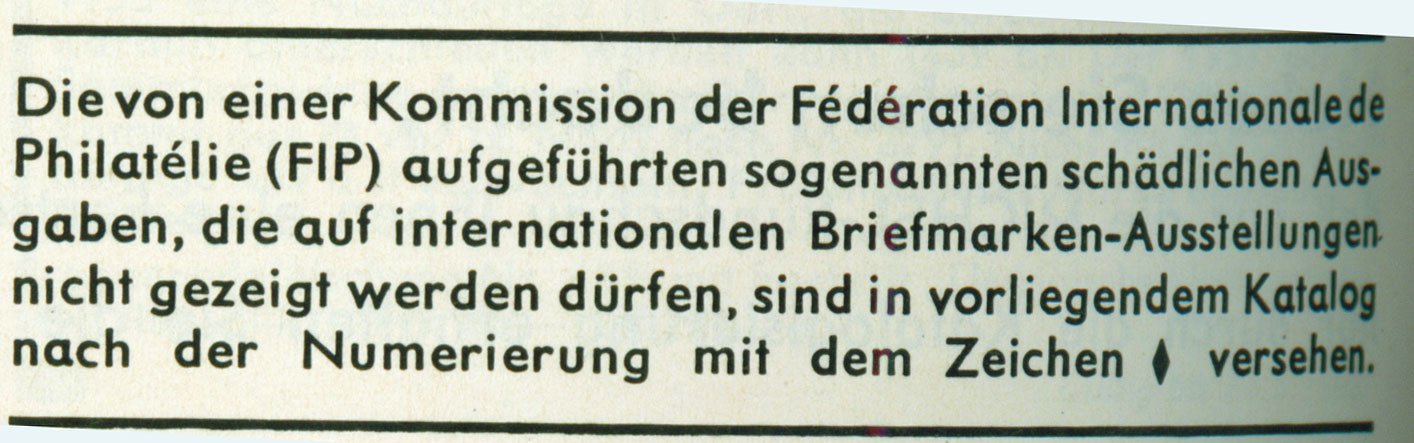 Die von einer Kommission der Fédération Internationale de
Philatélie (FIP) aufgeführten sogenannten schädlichen Aus-
gaben, die auf internationalen Briefmarken-Ausstellungen
nicht gezeigt werden dürfen, sind in vorliegendem Katalog
nach der Numerierung mit dem Zeichen ⧫ versehen.